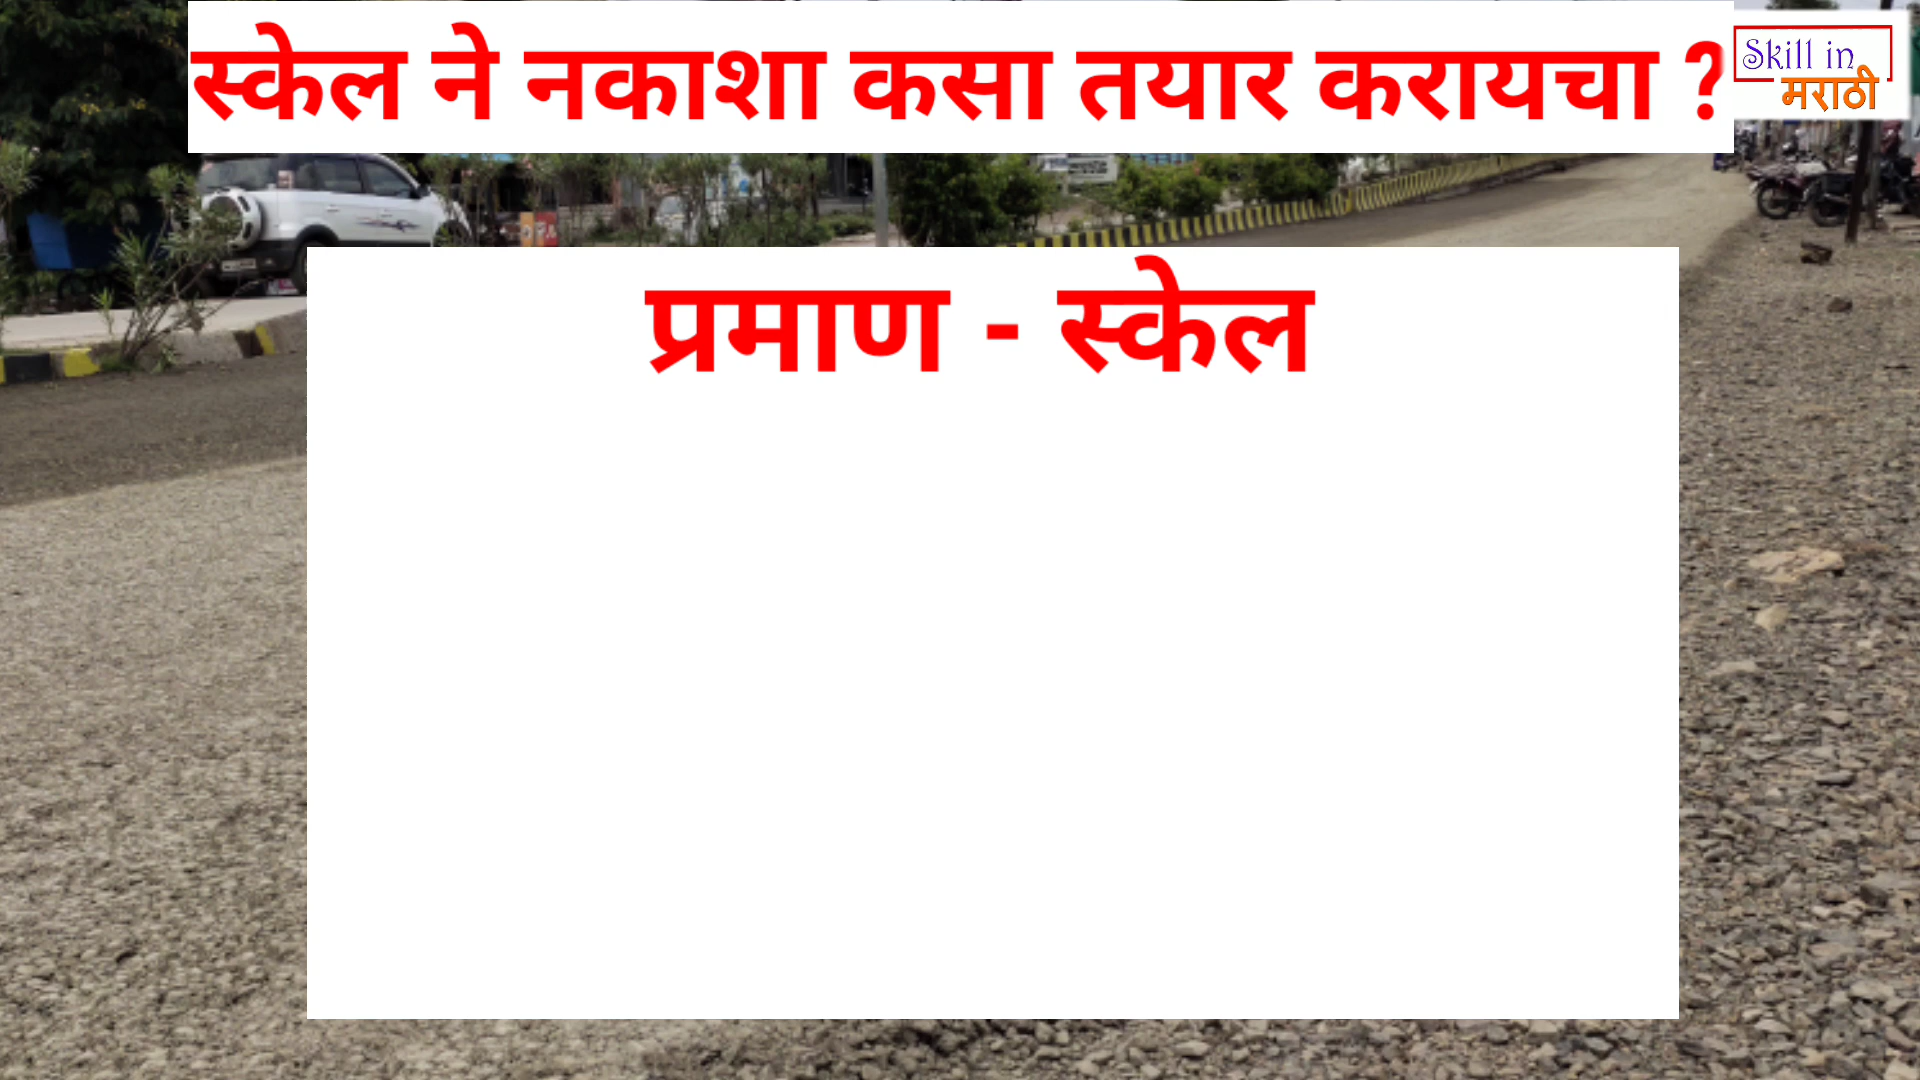 स्केल ने नकाशा कसा तयार करायचा ?
Skill in
मराठी
प्रमाण - स्केल